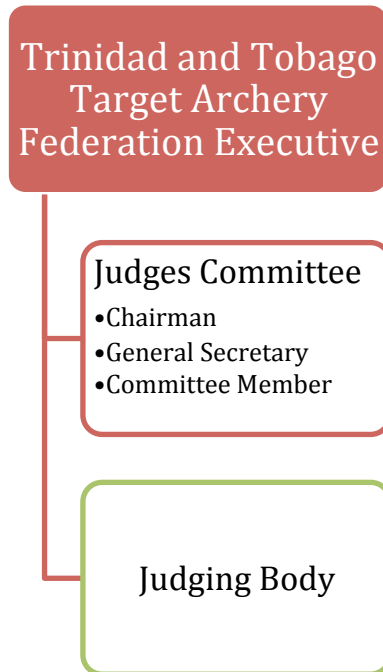 Trinidad and Tobago
Target Archery
Federation Executive
Judges Committee
•Chairman
•General Secretary
•Committee Member
Judging Body